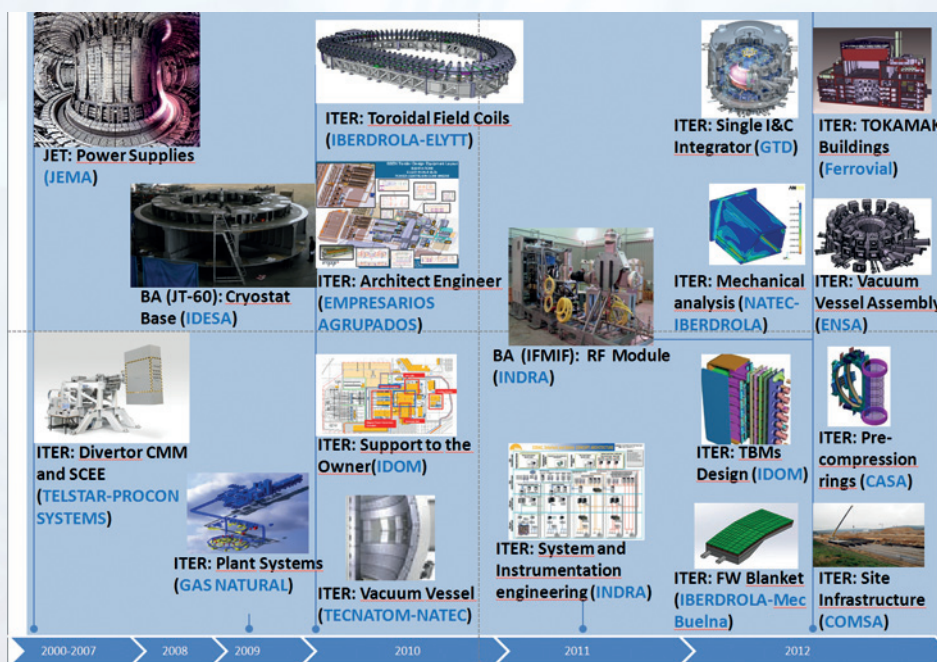 JET: Power Supplies
(JEMA)
BA (JT-60): Cryostat
Base (IDESA)
ITER: Divertor CMM
and SCEE
(TELSTAR-PROCON
SYSTEMS)
ITER: Plant Systems
(GAS NATURAL)
ITER: Toroidal Field Coils
(IBERDROLA-ELYTT)
ITER: Architect Engineer
(EMPRESARIOS
AGRUPADOS)
ITER: Support to the
Owner(IDOM)
ITER: Vacuum Vessel
(TECNATOM-NATEC)
BA (IFMIF): RF Module
(INDRA)
ITER: System and
Instrumentation
engineering (INDRA)
ITER: Single I&C
Integrator (GTD)
ITER: Mechanical
analysis (NATEC-
IBERDROLA)
ITER: TBMs
Design (IDOM)
ITER: FW Blanket
(IBERDROLA-Mec
Buelna)
ITER: TOKAMAK
Buildings
(Ferrovial)
ITER: Vacuum
Vessel Assembly
(ENSA)
ITER: Pre-
compression
rings (CASA)
ITER: Site
Infrastructure
(COMSA)
2000-2007
2008
2009
2010
2011
2012